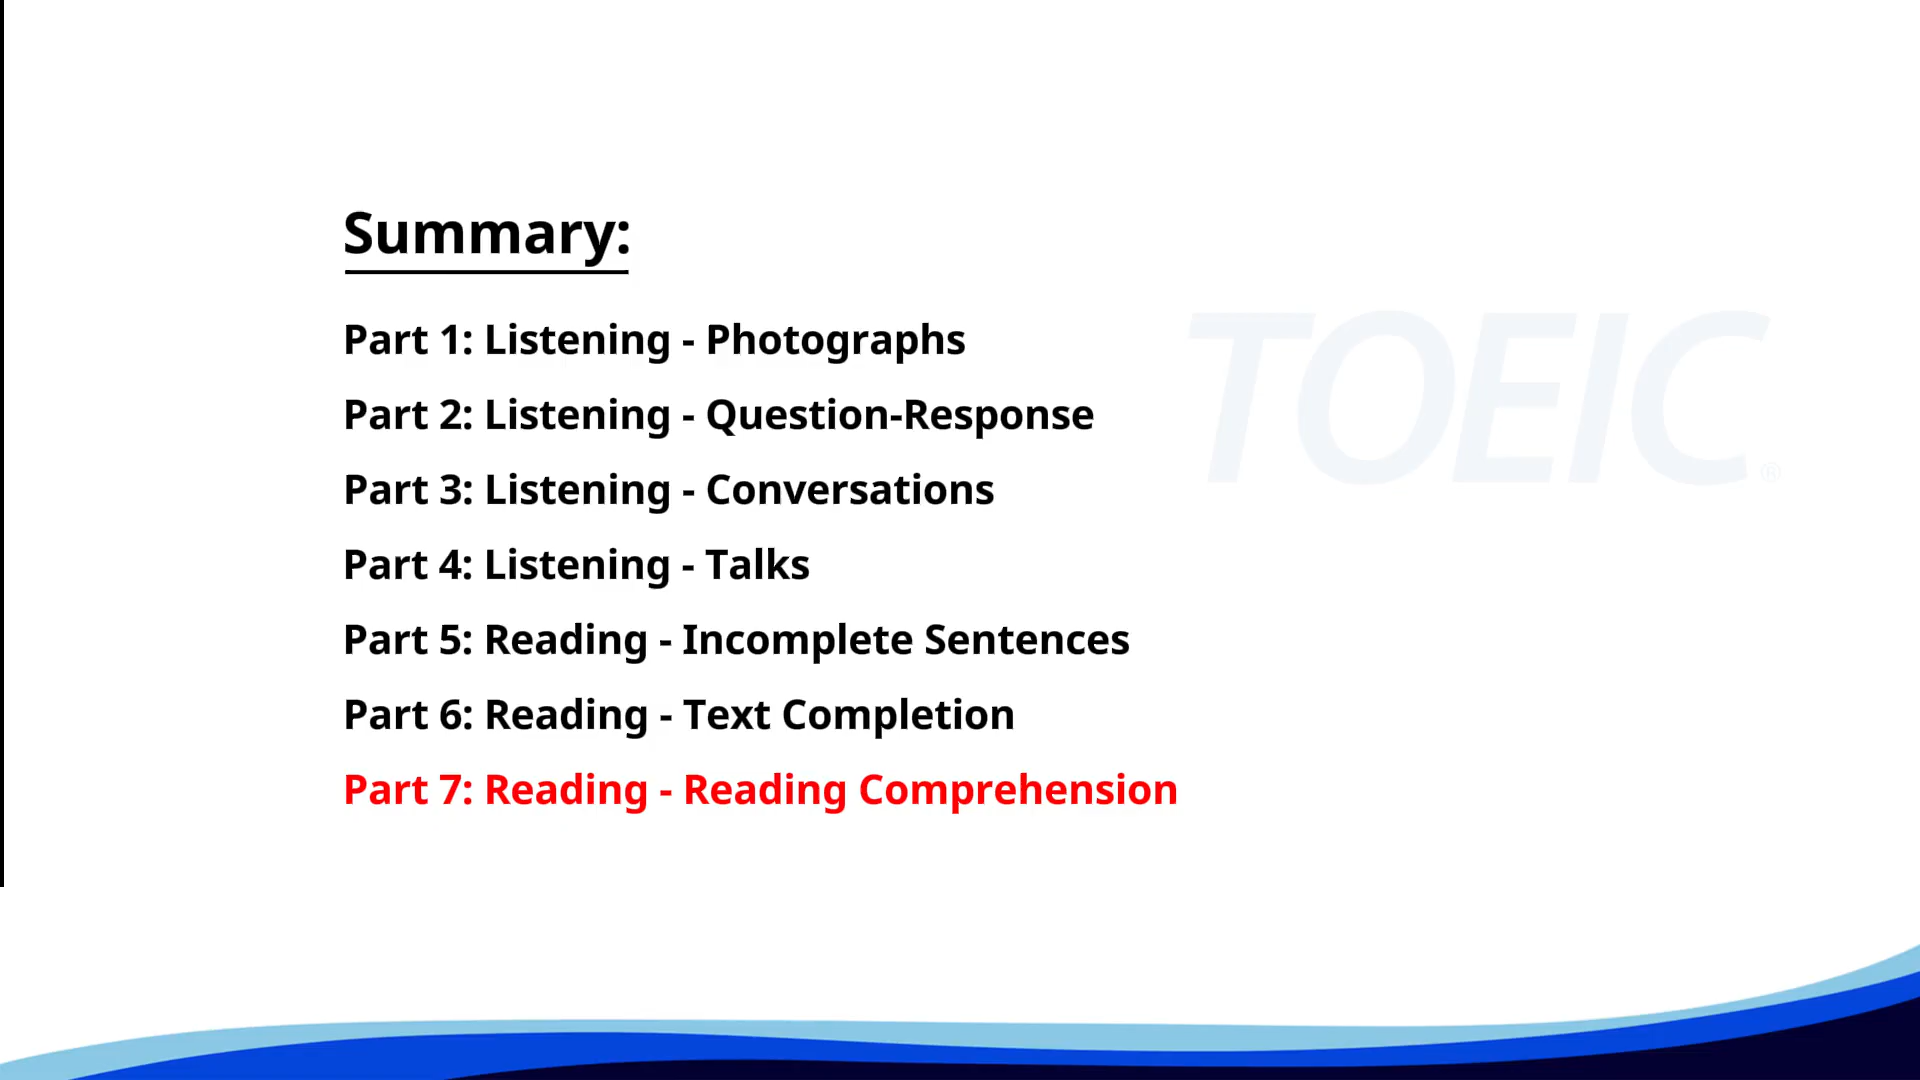 Summary:
Part 1: Listening - Photographs
Part 2: Listening - Question-Response
Part 3: Listening - Conversations
Part 4: Listening - Talks
Part 5: Reading - Incomplete Sentences
Part 6: Reading - Text Completion
Part 7: Reading - Reading Comprehension
TOEIC®